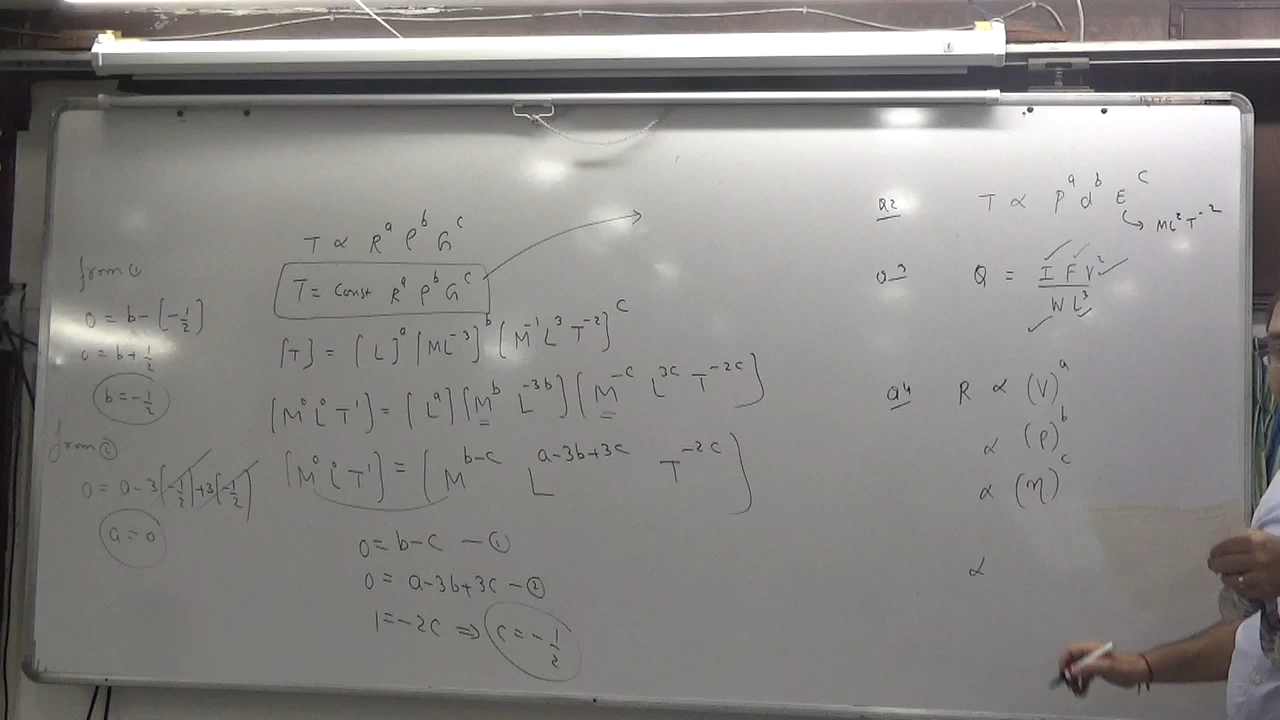 T ∝ R^a ρ^b G^c
T = Const R^a ρ^b G^c
[T] = [L]^a [ML^-3]^b [M^-1 L^3 T^-2]^c
[M^0 L^0 T^1] = [L^a] [M^b L^-3b] [M^-c L^3c T^-2c]
[M^0 L^0 T^1] = [M^b-c L^a-3b+3c T^-2c]
0 = b-c — ①
0 = a-3b+3c — ②
1 = -2c ⇒ c = -1/2
from ①
0 = b - [-1/2]
0 = b + 1/2
b = -1/2
from ②
0 = a-3[-1/2]+3[-1/2]
a = 0
Q2 T ∝ P^a d^b E^c
↳ ML^2 T^-2
Q3 Q = I F V^2 / W L^3
Q4 R ∝ (V)^a
∝ (ρ)^b
∝ (η)^c
∝